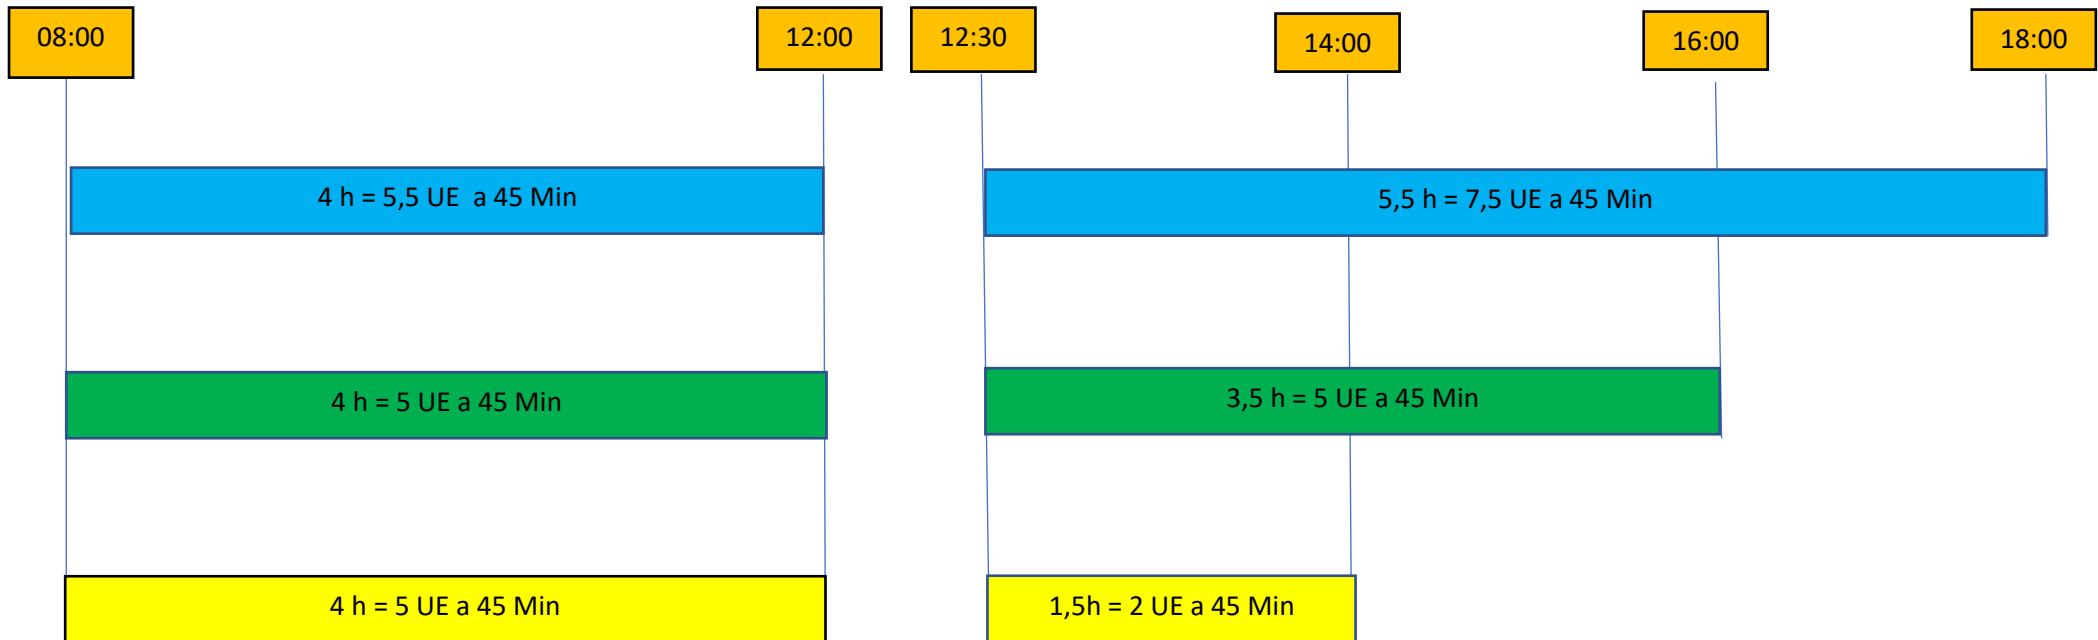 08:00
12:00
12:30
14:00
16:00
18:00
4 h = 5,5 UE  a 45 Min
5,5 h = 7,5 UE a 45 Min
4 h = 5 UE a 45 Min
3,5 h = 5 UE a 45 Min
4 h = 5 UE a 45 Min
1,5h = 2 UE a 45 Min